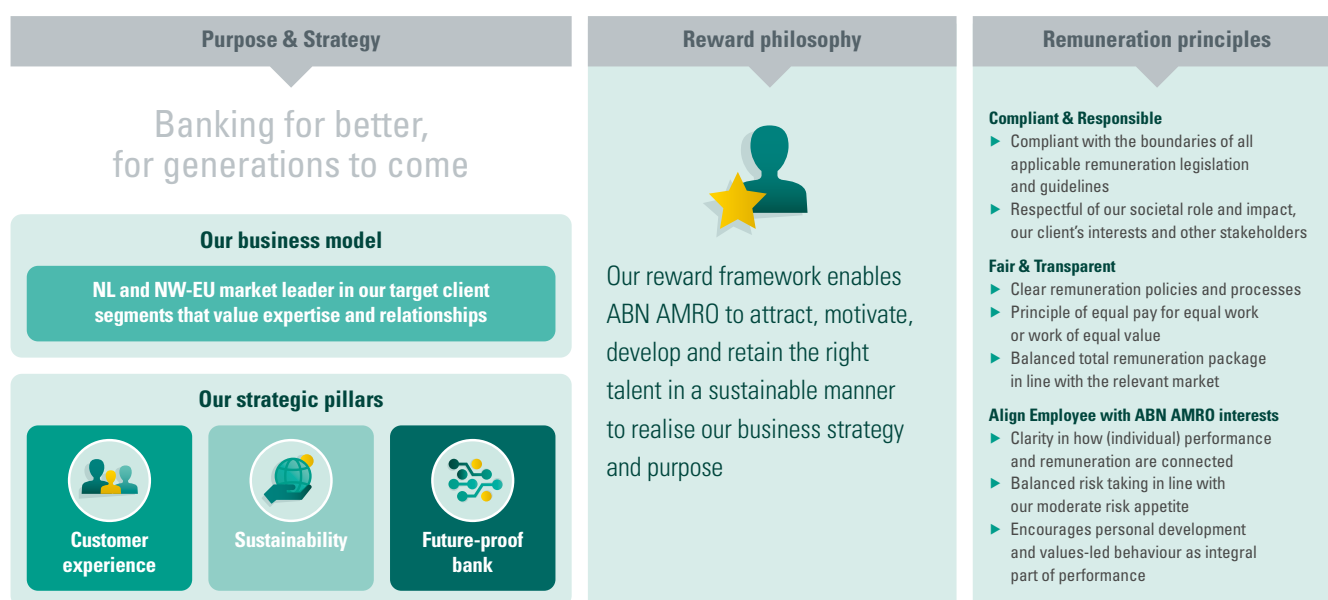 Purpose & Strategy
Banking for better,
for generations to come
Our business model
NL and NW-EU market leader in our target client
segments that value expertise and relationships
Our strategic pillars
Customer
experience
Sustainability
Future-proof
bank
Reward philosophy
Our reward framework enables
ABN AMRO to attract, motivate,
develop and retain the right
talent in a sustainable manner
to realise our business strategy
and purpose
Remuneration principles
Compliant & Responsible
▶ Compliant with the boundaries of all
applicable remuneration legislation
and guidelines
▶ Respectful of our societal role and impact,
our client's interests and other stakeholders
Fair & Transparent
▶ Clear remuneration policies and processes
▶ Principle of equal pay for equal work
or work of equal value
▶ Balanced total remuneration package
in line with the relevant market
Align Employee with ABN AMRO interests
▶ Clarity in how (individual) performance
and remuneration are connected
▶ Balanced risk taking in line with
our moderate risk appetite
▶ Encourages personal development
and values-led behaviour as integral
part of performance